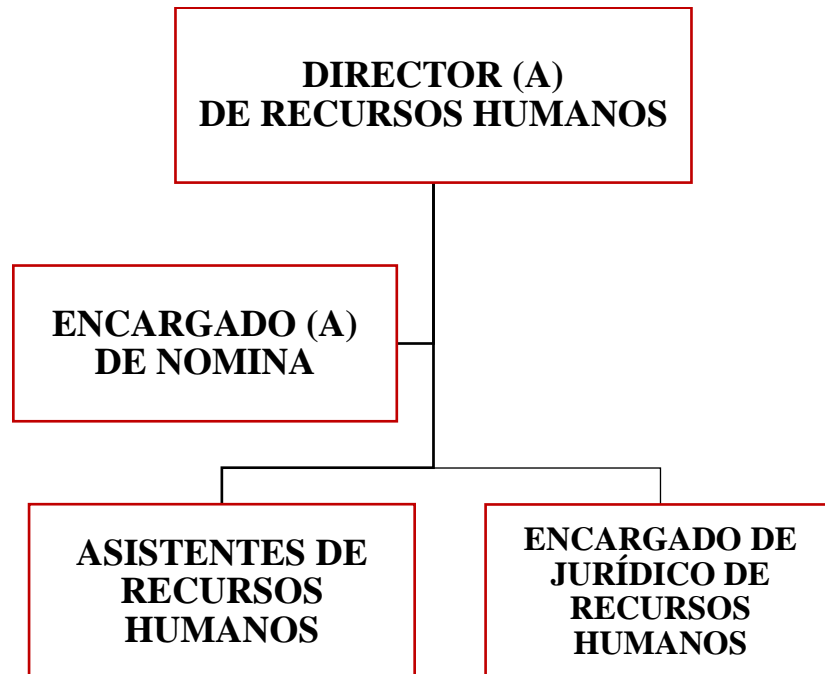 DIRECTOR (A)
DE RECURSOS HUMANOS
ENCARGADO (A)
DE NOMINA
ASISTENTES DE
RECURSOS
HUMANOS
ENCARGADO DE
JURÍDICO DE
RECURSOS
HUMANOS